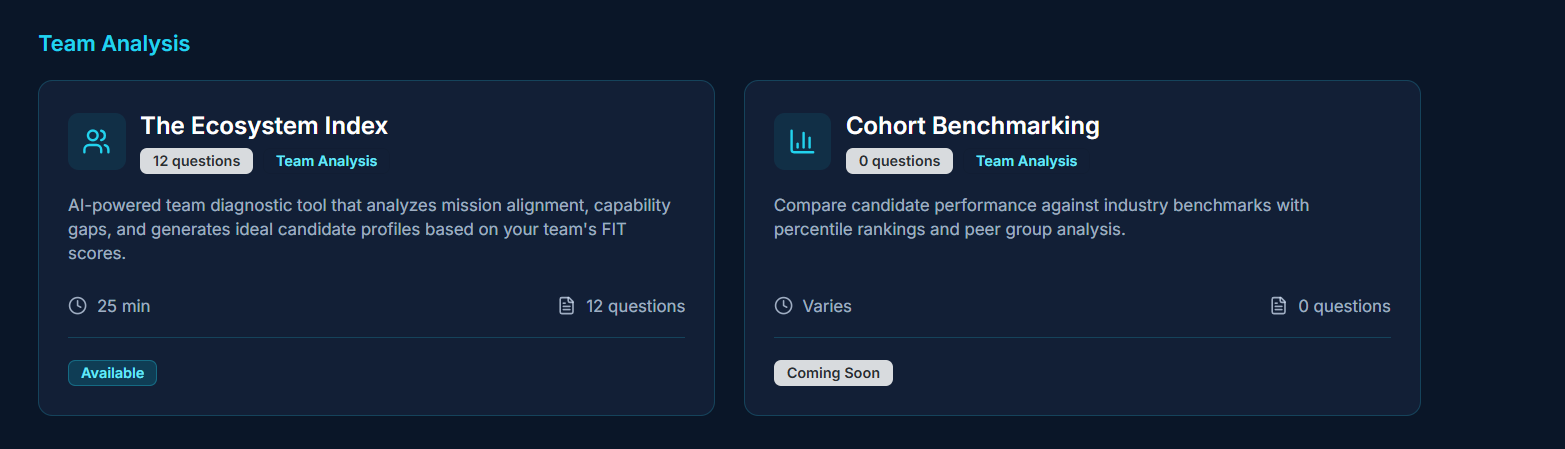 Team Analysis
The Ecosystem Index
12 questions
Team Analysis
AI-powered team diagnostic tool that analyzes mission alignment, capability
gaps, and generates ideal candidate profiles based on your team's FIT
scores.
25 min
12 questions
Available
Cohort Benchmarking
0 questions
Team Analysis
Compare candidate performance against industry benchmarks with
percentile rankings and peer group analysis.
Varies
0 questions
Coming Soon